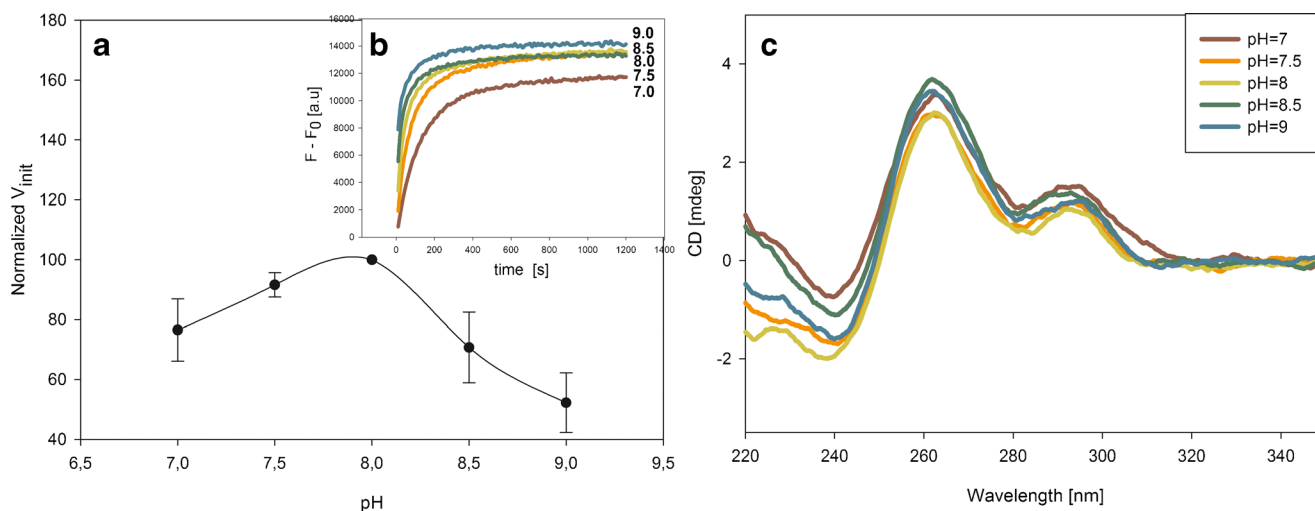 a
180
160
140
120
100
80
60
40
Normalized Vinit
6,5 7,0 7,5 8,0 8,5 9,0 9,5
pH
b
16000
14000
12000
10000
8000
6000
4000
2000
0
F - F0 [a.u]
0 200 400 600 800 1000 1200 1400
time [s]
9.0
8.5
8.0
7.5
7.0
c
4
2
0
-2
CD [mdeg]
220 240 260 280 300 320 340
Wavelength [nm]
pH=7
pH=7.5
pH=8
pH=8.5
pH=9